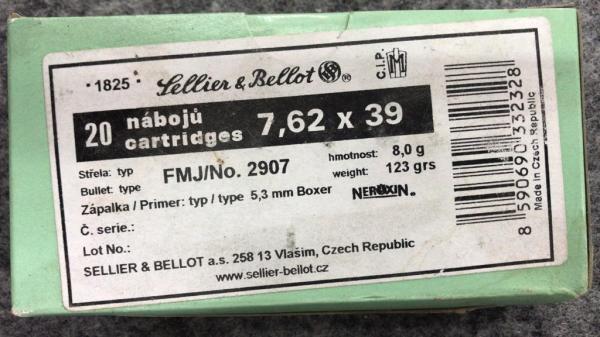 ·1825· Sellier & Bellot ® C.I.P.
20 nábojů cartridges 7,62 x 39
Střela: typ
Bullet: type
FMJ/No. 2907
hmotnost: 8,0 g
weight: 123 grs
Zápalka / Primer: typ / type 5,3 mm Boxer NEROXIN®
Č. serie.:
Lot No.:
SELLIER & BELLOT a.s. 258 13 Vlašim, Czech Republic
www.sellier-bellot.cz
8 590690 332328
Made in Czech Republic